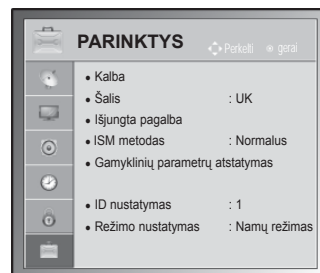 PARINKTYS
Perkelti gerai
• Kalba
• Šalis : UK
• Išjungta pagalba
• ISM metodas : Normalus
• Gamyklinių parametrų atstatymas
• ID nustatymas : 1
• Režimo nustatymas : Namų režimas